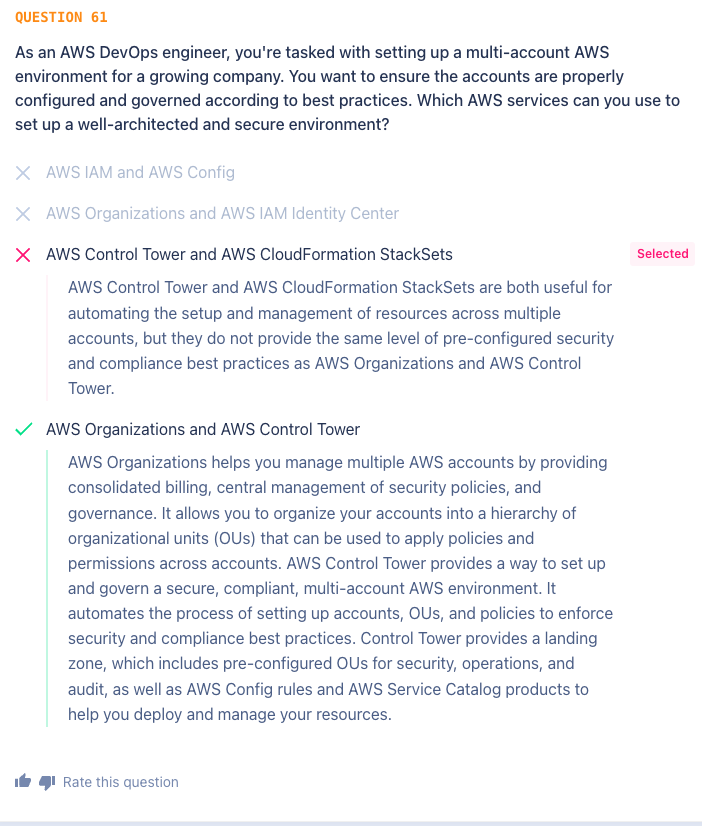 QUESTION 61
As an AWS DevOps engineer, you're tasked with setting up a multi-account AWS
environment for a growing company. You want to ensure the accounts are properly
configured and governed according to best practices. Which AWS services can you use to
set up a well-architected and secure environment?
AWS IAM and AWS Config
AWS Organizations and AWS IAM Identity Center
AWS Control Tower and AWS CloudFormation StackSets
Selected
AWS Control Tower and AWS CloudFormation StackSets are both useful for
automating the setup and management of resources across multiple
accounts, but they do not provide the same level of pre-configured security
and compliance best practices as AWS Organizations and AWS Control
Tower.
AWS Organizations and AWS Control Tower
AWS Organizations helps you manage multiple AWS accounts by providing
consolidated billing, central management of security policies, and
governance. It allows you to organize your accounts into a hierarchy of
organizational units (OUs) that can be used to apply policies and
permissions across accounts. AWS Control Tower provides a way to set up
and govern a secure, compliant, multi-account AWS environment. It
automates the process of setting up accounts, OUs, and policies to enforce
security and compliance best practices. Control Tower provides a landing
zone, which includes pre-configured OUs for security, operations, and
audit, as well as AWS Config rules and AWS Service Catalog products to
help you deploy and manage your resources.
Rate this question